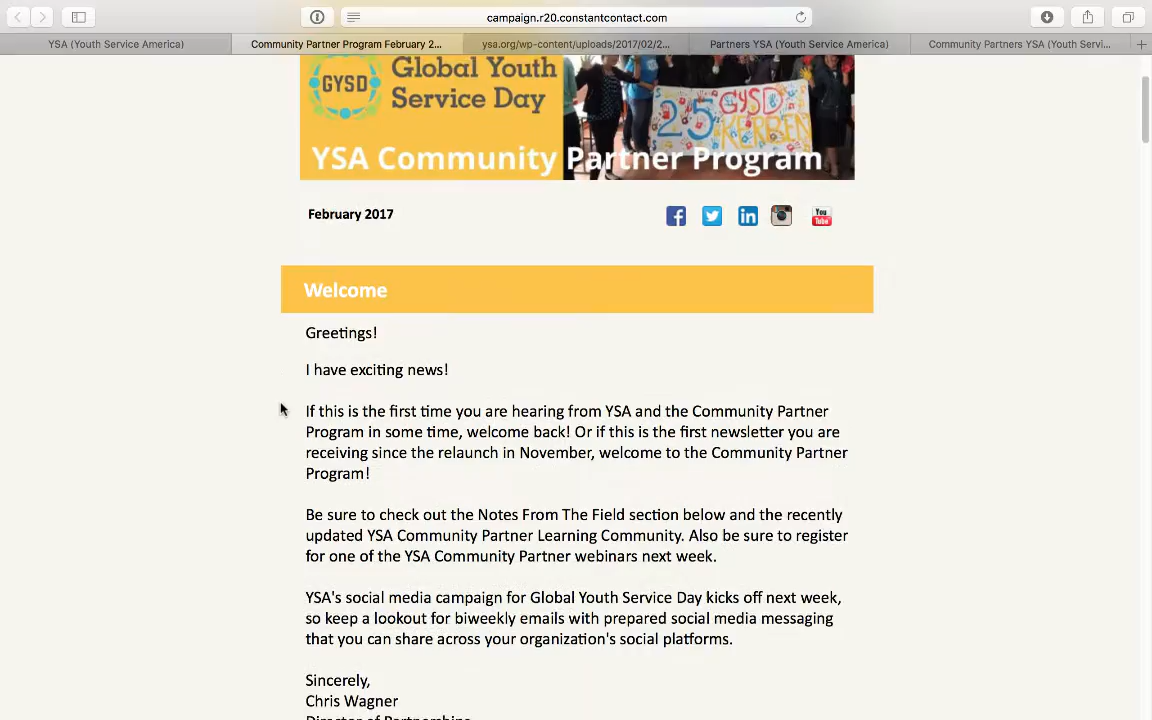 campaign.r20.constantcontact.com
YSA (Youth Service America)
Community Partner Program February 2...
ysa.org/wp-content/uploads/2017/02/2...
Partners YSA (Youth Service America)
Community Partners YSA (Youth Servi...
GYSD
Global Youth
Service Day
25 GYSD
KERBEN
YSA Community Partner Program
February 2017
You
Tube
Welcome
Greetings!
I have exciting news!
If this is the first time you are hearing from YSA and the Community Partner
Program in some time, welcome back! Or if this is the first newsletter you are
receiving since the relaunch in November, welcome to the Community Partner
Program!
Be sure to check out the Notes From The Field section below and the recently
updated YSA Community Partner Learning Community. Also be sure to register
for one of the YSA Community Partner webinars next week.
YSA's social media campaign for Global Youth Service Day kicks off next week,
so keep a lookout for biweekly emails with prepared social media messaging
that you can share across your organization's social platforms.
Sincerely,
Chris Wagner
Director of Partnerships